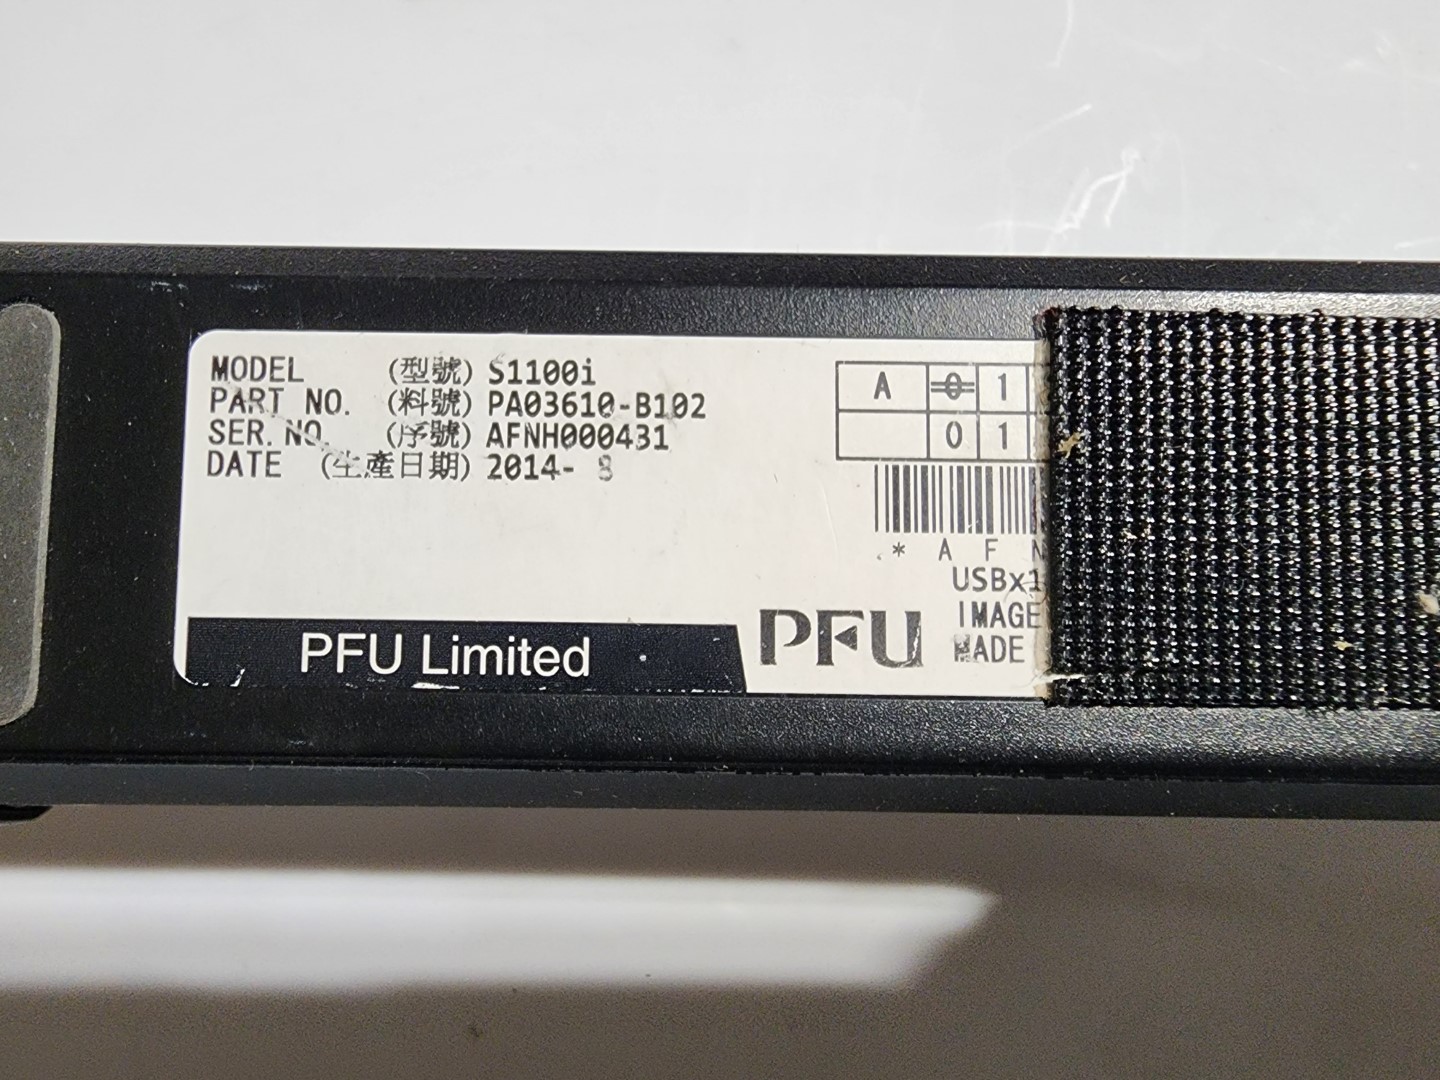 MODEL (型號) S1100i
PART NO. (料號) PA03610-B102
SER. NO. (序號) AFNH000431
DATE (生產日期) 2014- 8
A 0 1
0 1
* A F N
USBx1
IMAGE
MADE
PFU Limited
PFU